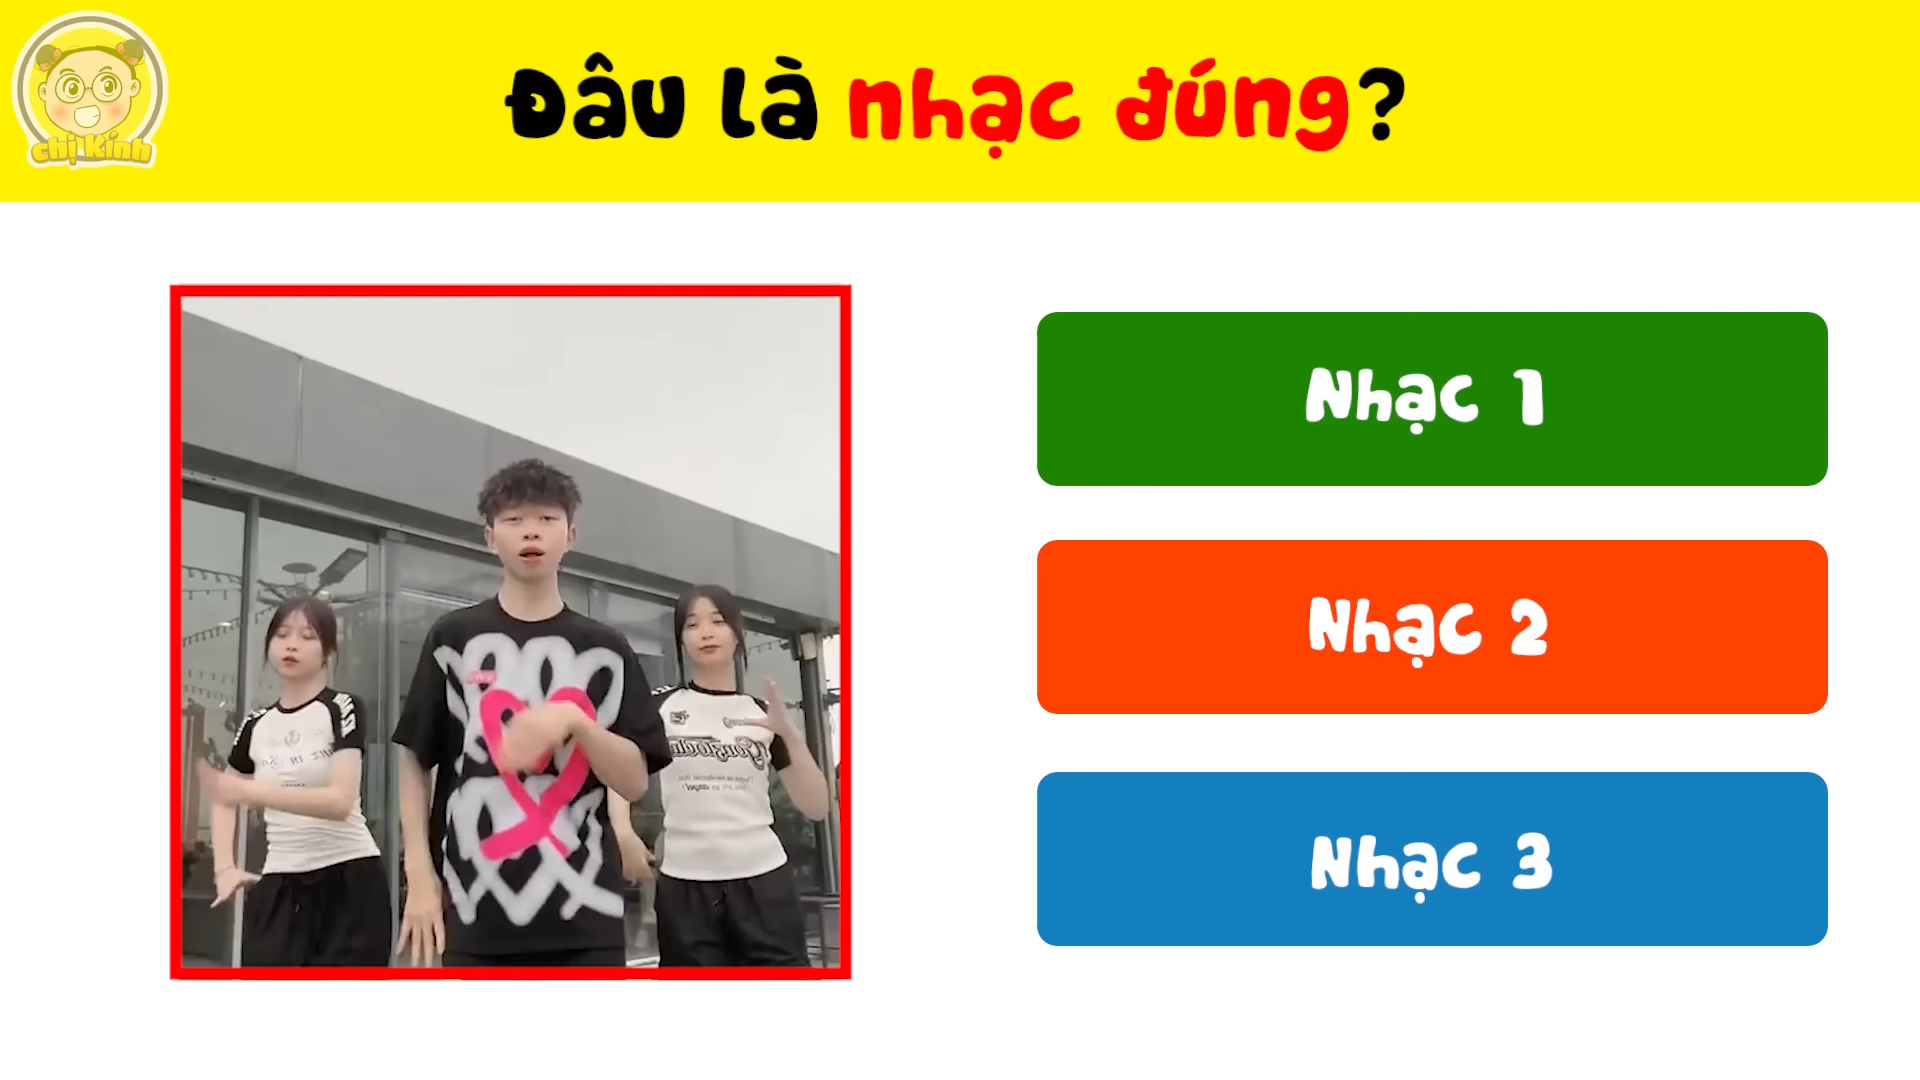 chị Kính
Đâu là nhạc đúng?
Nhạc 1
Nhạc 2
Nhạc 3